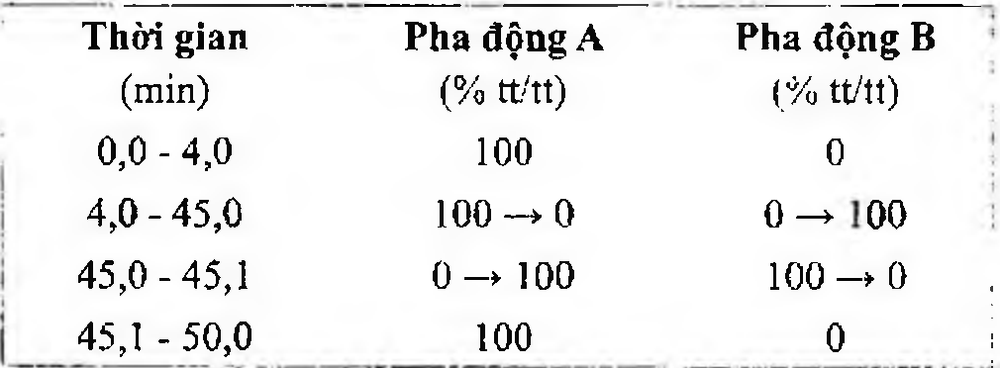 Thời gian Pha động A Pha động B
(min) (% tt/tt) (% tt/tt)
0,0 - 4,0 100 0
4,0 - 45,0 100 → 0 0 → 100
45,0 - 45,1 0 → 100 100 → 0
45,1 - 50,0 100 0